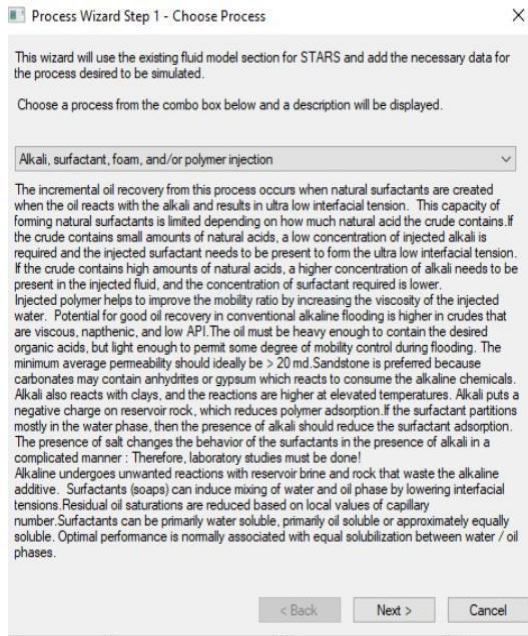 Process Wizard Step 1 - Choose Process
This wizard will use the existing fluid model section for STARS and add the necessary data for
the process desired to be simulated.
Choose a process from the combo box below and a description will be displayed.
Alkali, surfactant, foam, and/or polymer injection
The incremental oil recovery from this process occurs when natural surfactants are created
when the oil reacts with the alkali and results in ultra low interfacial tension.  This capacity of
forming natural surfactants is limited depending on how much natural acid the crude contains.If
the crude contains small amounts of natural acids, a low concentration of injected alkali is
required and the injected surfactant needs to be present to form the ultra low interfacial tension.
If the crude contains high amounts of natural acids, a higher concentration of alkali needs to be
present in the injected fluid, and the concentration of surfactant required is lower.
Injected polymer helps to improve the mobility ratio by increasing the viscosity of the injected
water.  Potential for good oil recovery in conventional alkaline flooding is higher in crudes that
are viscous, napthenic, and low API.The oil must be heavy enough to contain the desired
organic acids, but light enough to permit some degree of mobility control during flooding. The
minimum average permeability should ideally be > 20 md.Sandstone is preferred because
carbonates may contain anhydrites or gypsum which reacts to consume the alkaline chemicals.
Alkali also reacts with clays, and the reactions are higher at elevated temperatures. Alkali puts a
negative charge on reservoir rock, which reduces polymer adsorption.If the surfactant partitions
mostly in the water phase, then the presence of alkali should reduce the surfactant adsorption.
The presence of salt changes the behavior of the surfactants in the presence of alkali in a
complicated manner : Therefore, laboratory studies must be done!
Alkaline undergoes unwanted reactions with reservoir brine and rock that waste the alkaline
additive.  Surfactants (soaps) can induce mixing of water and oil phase by lowering interfacial
tensions.Residual oil saturations are reduced based on local values of capillary
number.Surfactants can be primarily water soluble, primarily oil soluble or approximately equally
soluble. Optimal performance is normally associated with equal solubilization between water / oil
phases.
< Back
Next >
Cancel